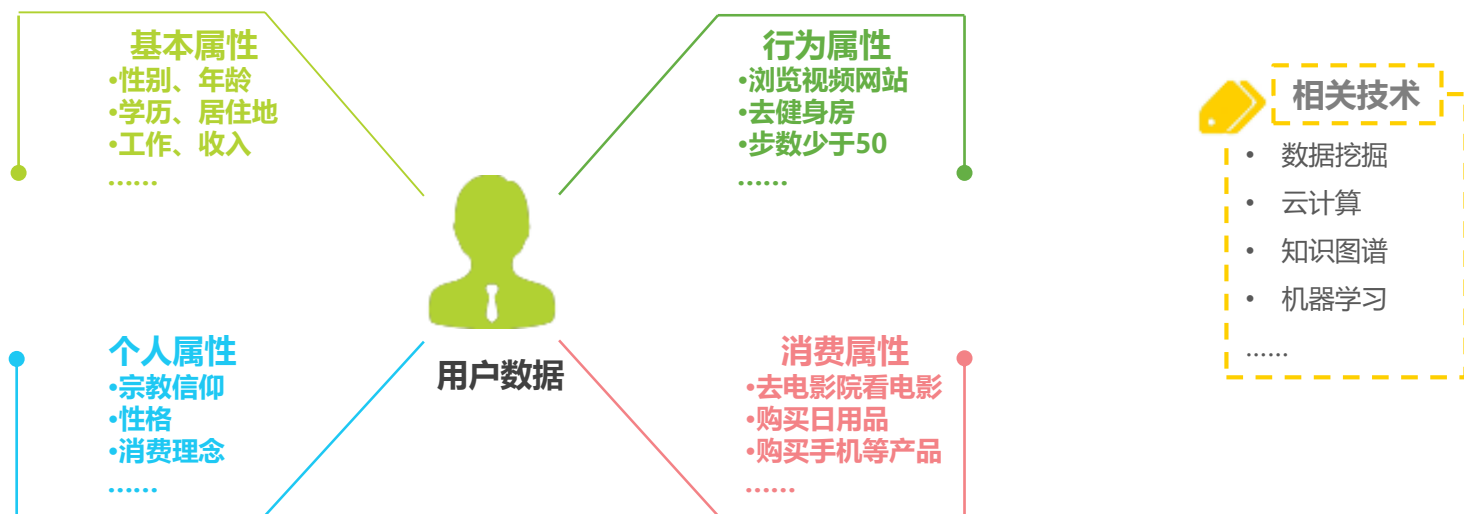 基本属性
•性别、年龄
•学历、居住地
•工作、收入
……
行为属性
•浏览视频网站
•去健身房
•步数少于50
……
个人属性
•宗教信仰
•性格
•消费理念
……
用户数据
消费属性
•去电影院看电影
•购买日用品
•购买手机等产品
……
相关技术
• 数据挖掘
• 云计算
• 知识图谱
• 机器学习
……